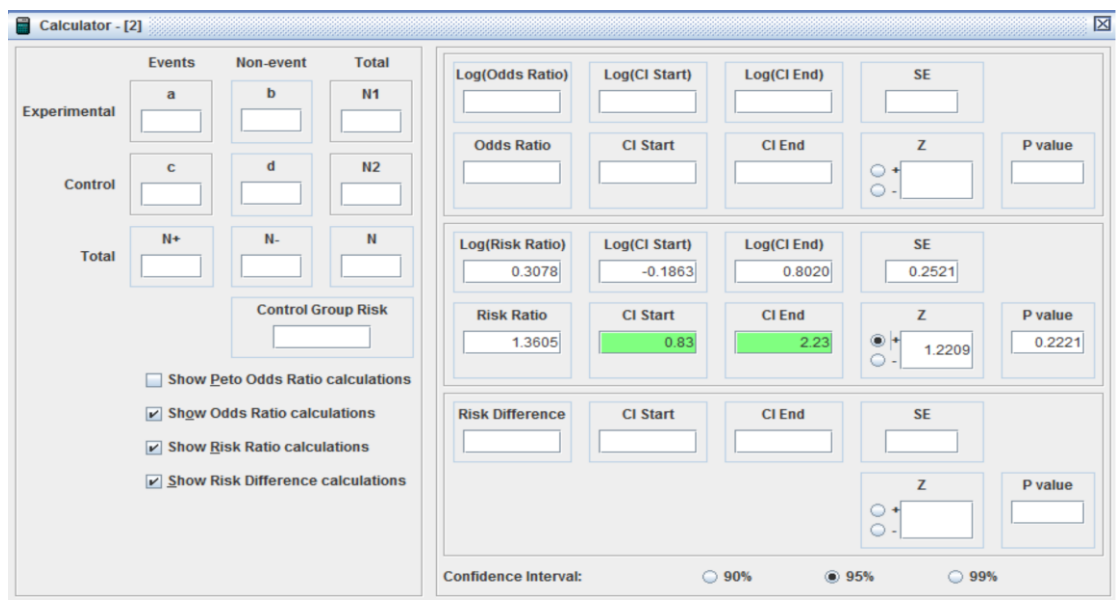 Calculator - [2]
Events Non-event Total
Experimental a b N1
Control c d N2
Total N+ N- N
Control Group Risk
Show Peto Odds Ratio calculations
Show Odds Ratio calculations
Show Risk Ratio calculations
Show Risk Difference calculations
Log(Odds Ratio) Log(CI Start) Log(CI End) SE
Odds Ratio CI Start CI End Z P value
+
-
Log(Risk Ratio) Log(CI Start) Log(CI End) SE
0.3078 -0.1863 0.8020 0.2521
Risk Ratio CI Start CI End Z P value
1.3605 0.83 2.23 + 1.2209 0.2221
-
Risk Difference CI Start CI End SE
Z P value
+
-
Confidence Interval: 90% 95% 99%